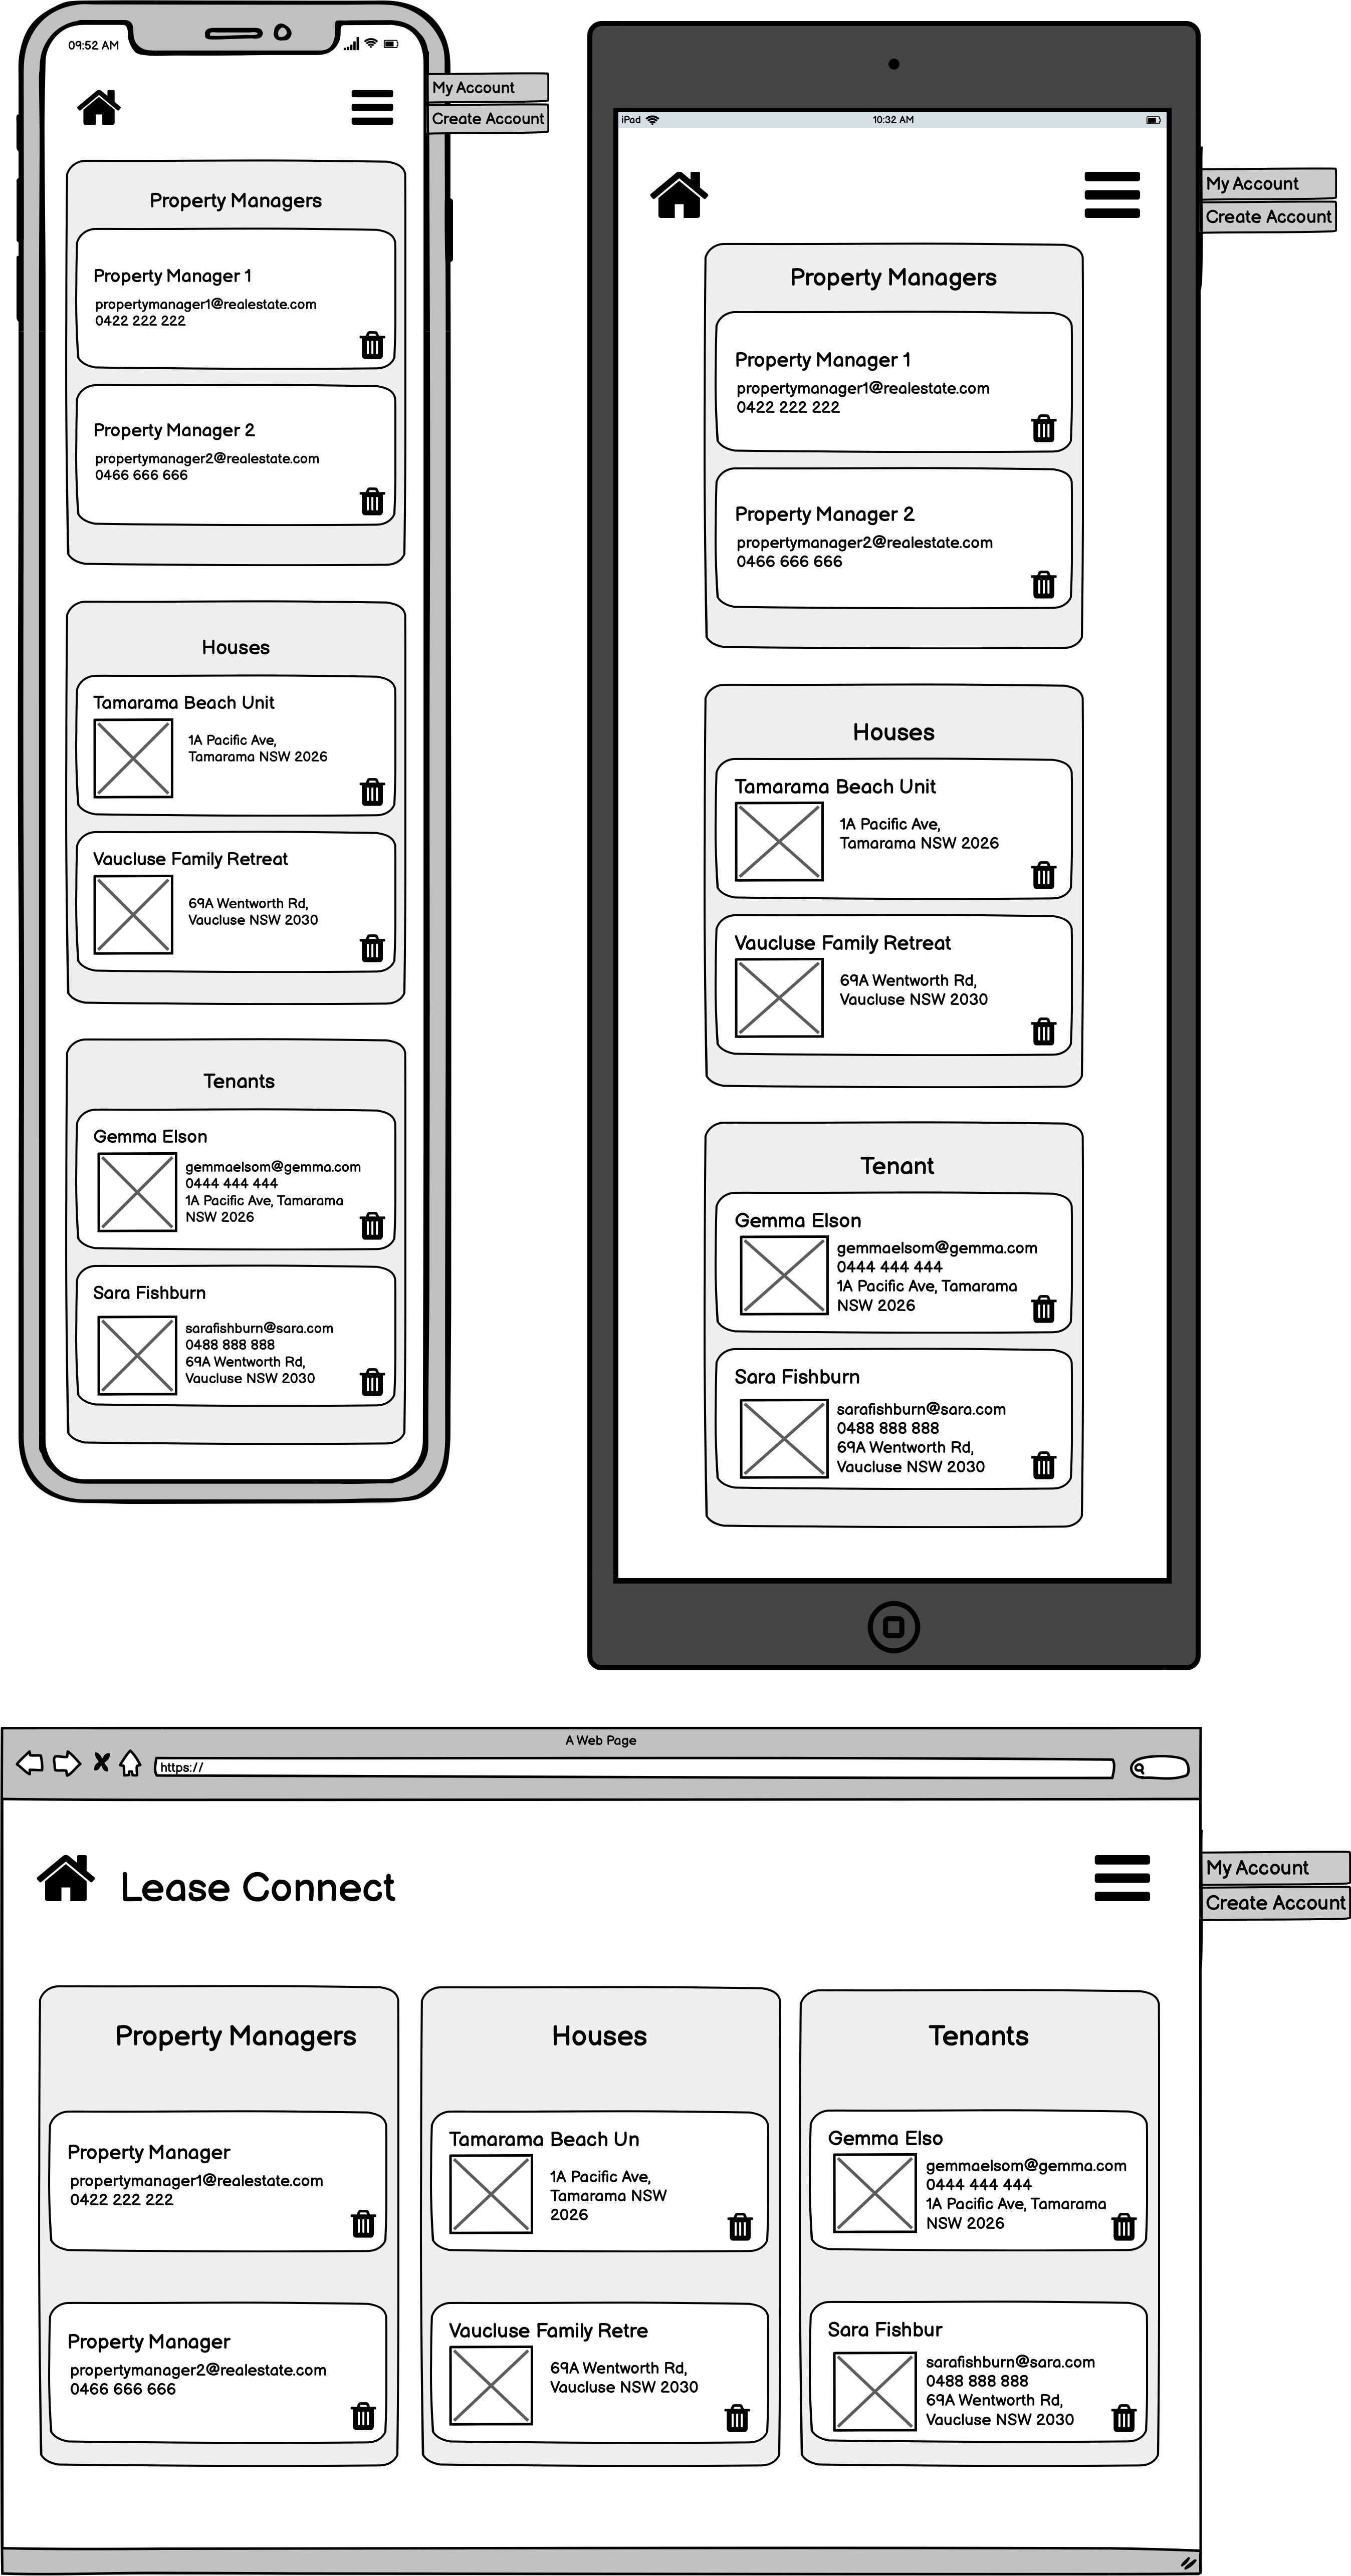 09:52 AM
My Account
Create Account
Property Managers
Property Manager 1
propertymanager1@realestate.com
0422 222 222
Property Manager 2
propertymanager2@realestate.com
0466 666 666
Houses
Tamarama Beach Unit
1A Pacific Ave,
Tamarama NSW 2026
Vaucluse Family Retreat
69A Wentworth Rd,
Vaucluse NSW 2030
Tenants
Gemma Elson
gemmaelsom@gemma.com
0444 444 444
1A Pacific Ave, Tamarama
NSW 2026
Sara Fishburn
sarafishburn@sara.com
0488 888 888
69A Wentworth Rd,
Vaucluse NSW 2030
iPad
10:32 AM
My Account
Create Account
Property Managers
Property Manager 1
propertymanager1@realestate.com
0422 222 222
Property Manager 2
propertymanager2@realestate.com
0466 666 666
Houses
Tamarama Beach Unit
1A Pacific Ave,
Tamarama NSW 2026
Vaucluse Family Retreat
69A Wentworth Rd,
Vaucluse NSW 2030
Tenant
Gemma Elson
gemmaelsom@gemma.com
0444 444 444
1A Pacific Ave, Tamarama
NSW 2026
Sara Fishburn
sarafishburn@sara.com
0488 888 888
69A Wentworth Rd,
Vaucluse NSW 2030
A Web Page
https://
Lease Connect
My Account
Create Account
Property Managers
Property Manager
propertymanager1@realestate.com
0422 222 222
Property Manager
propertymanager2@realestate.com
0466 666 666
Houses
Tamarama Beach Un
1A Pacific Ave,
Tamarama NSW
2026
Vaucluse Family Retre
69A Wentworth Rd,
Vaucluse NSW 2030
Tenants
Gemma Elso
gemmaelsom@gemma.com
0444 444 444
1A Pacific Ave, Tamarama
NSW 2026
Sara Fishbur
sarafishburn@sara.com
0488 888 888
69A Wentworth Rd,
Vaucluse NSW 2030